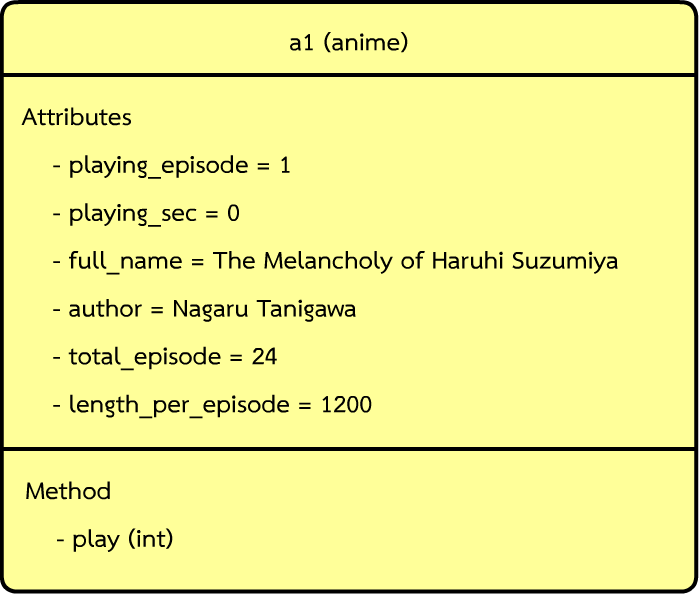 a1 (anime)
Attributes
- playing_episode = 1
- playing_sec = 0
- full_name = The Melancholy of Haruhi Suzumiya
- author = Nagaru Tanigawa
- total_episode = 24
- length_per_episode = 1200
Method
- play (int)